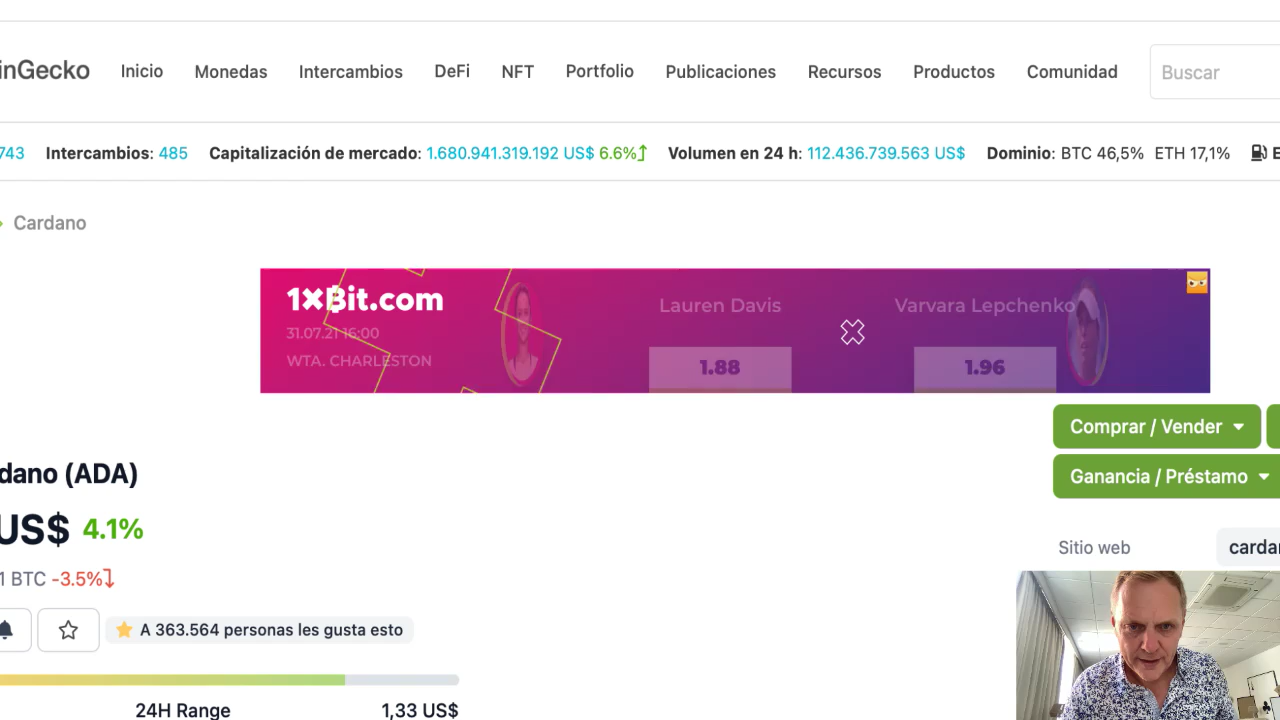 inGecko Inicio Monedas Intercambios DeFi NFT Portfolio Publicaciones Recursos Productos Comunidad Buscar
743 Intercambios: 485 Capitalización de mercado: 1.680.941.319.192 US$ 6.6% Volumen en 24 h: 112.436.739.563 US$ Dominio: BTC 46,5% ETH 17,1% E
Cardano
1XBit.com
31.07.21 16:00
WTA. CHARLESTON
Lauren Davis
1.88
Varvara Lepchenko
1.96
Comprar / Vender
Ganancia / Préstamo
dano (ADA)
US$ 4.1%
1 BTC -3.5%
Sitio web cardan
A 363.564 personas les gusta esto
24H Range 1,33 US$